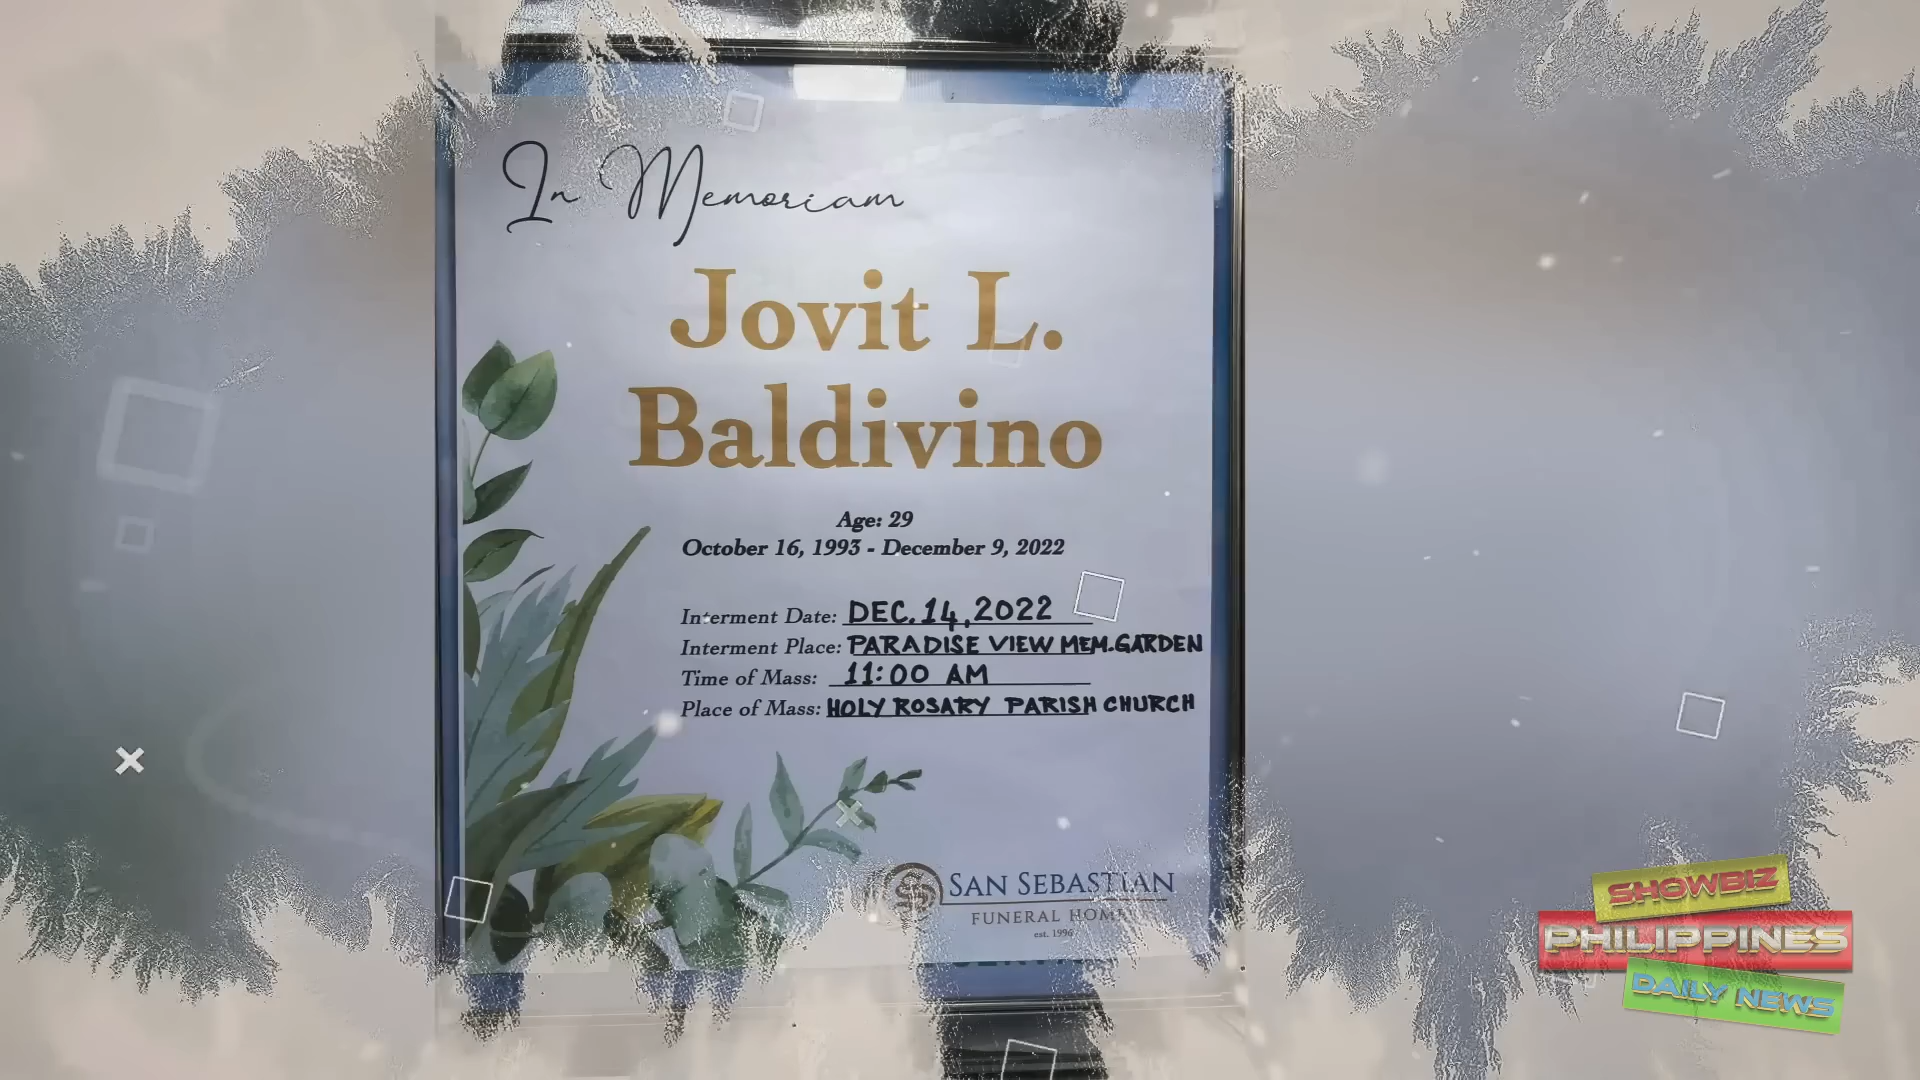 In Memoriam
Jovit L.
Baldivino
Age: 29
October 16, 1993 - December 9, 2022
Interment Date: DEC. 14, 2022
Interment Place: PARADISE VIEW MEM. GARDEN
Time of Mass: 11:00 AM
Place of Mass: HOLY ROSARY PARISH CHURCH
SAN SEBASTIAN
FUNERAL HOMES
est. 1996
SHOWBIZ
PHILIPPINES
DAILY NEWS